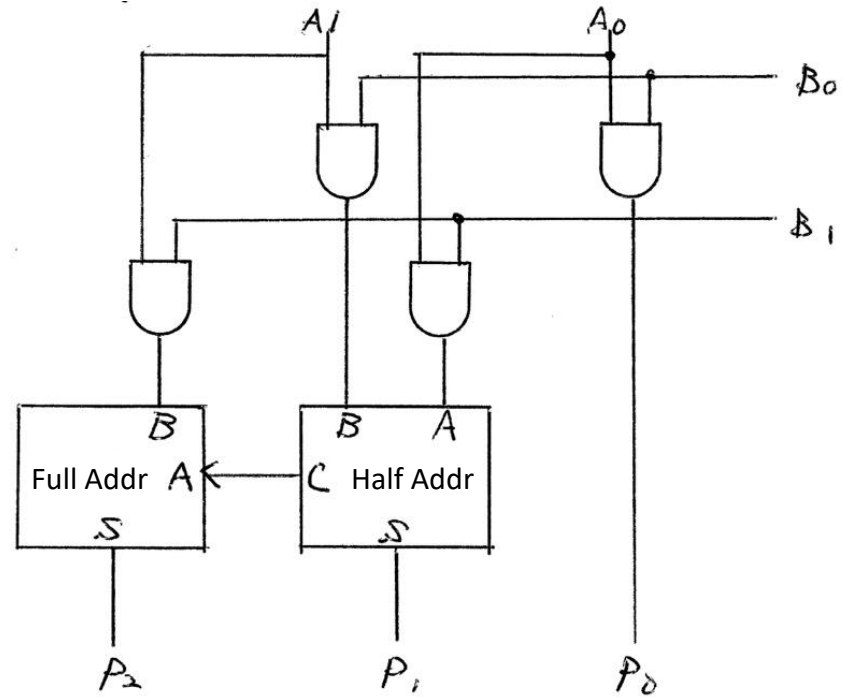 A1 A0
B0
B1
B B A
Full Addr A C Half Addr
S S
P2 P1 P0